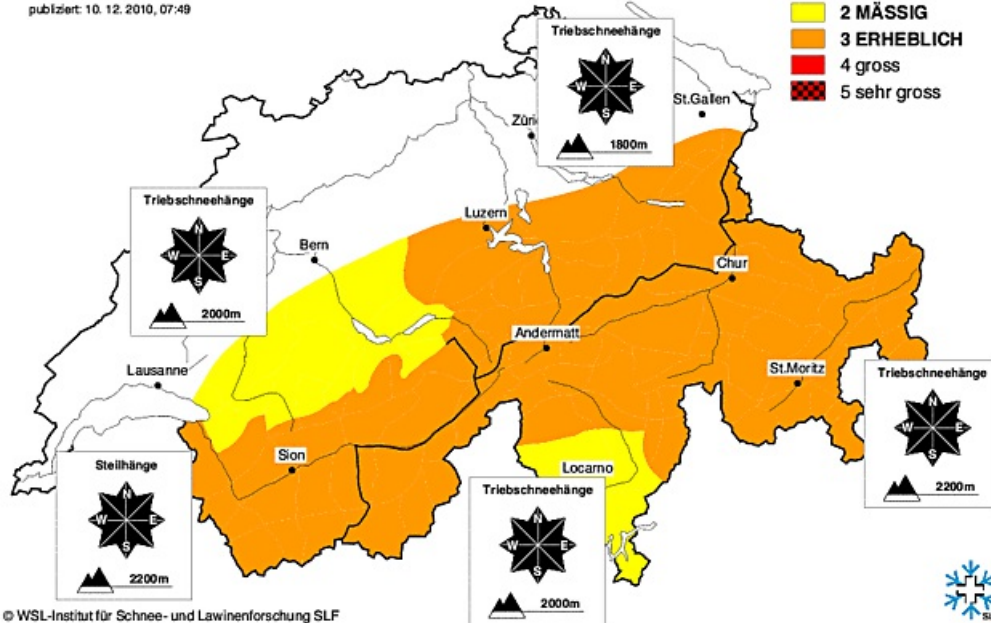 publiziert: 10. 12. 2010, 07:49
2 MÄSSIG
3 ERHEBLICH
4 gross
5 sehr gross
Triebschneehänge
N
W E
S
1800m
St.Gallen
Luzern
Triebschneehänge
N
W E
S
2000m
Bern
Chur
Andermatt
Lausanne
St.Moritz
Triebschneehänge
N
W E
S
2200m
Sion
Steilhänge
N
W E
S
2200m
Locarno
Triebschneehänge
N
W E
S
2000m
© WSL-Institut für Schnee- und Lawinenforschung SLF